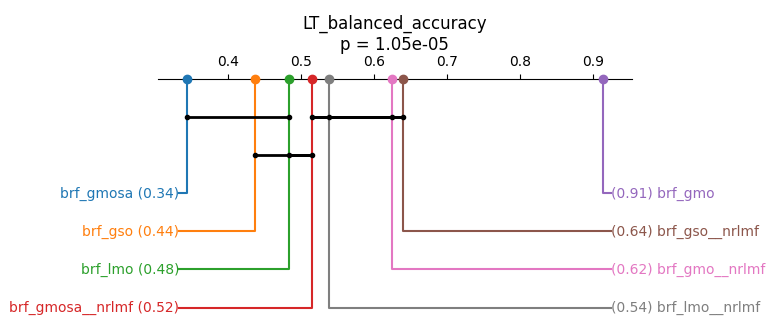 LT_balanced_accuracy
p = 1.05e-05
0.4 0.5 0.6 0.7 0.8 0.9
brf_gmosa (0.34) (0.91) brf_gmo
brf_gso (0.44) (0.64) brf_gso__nrlmf
brf_lmo (0.48) (0.62) brf_gmo__nrlmf
brf_gmosa__nrlmf (0.52) (0.54) brf_lmo__nrlmf